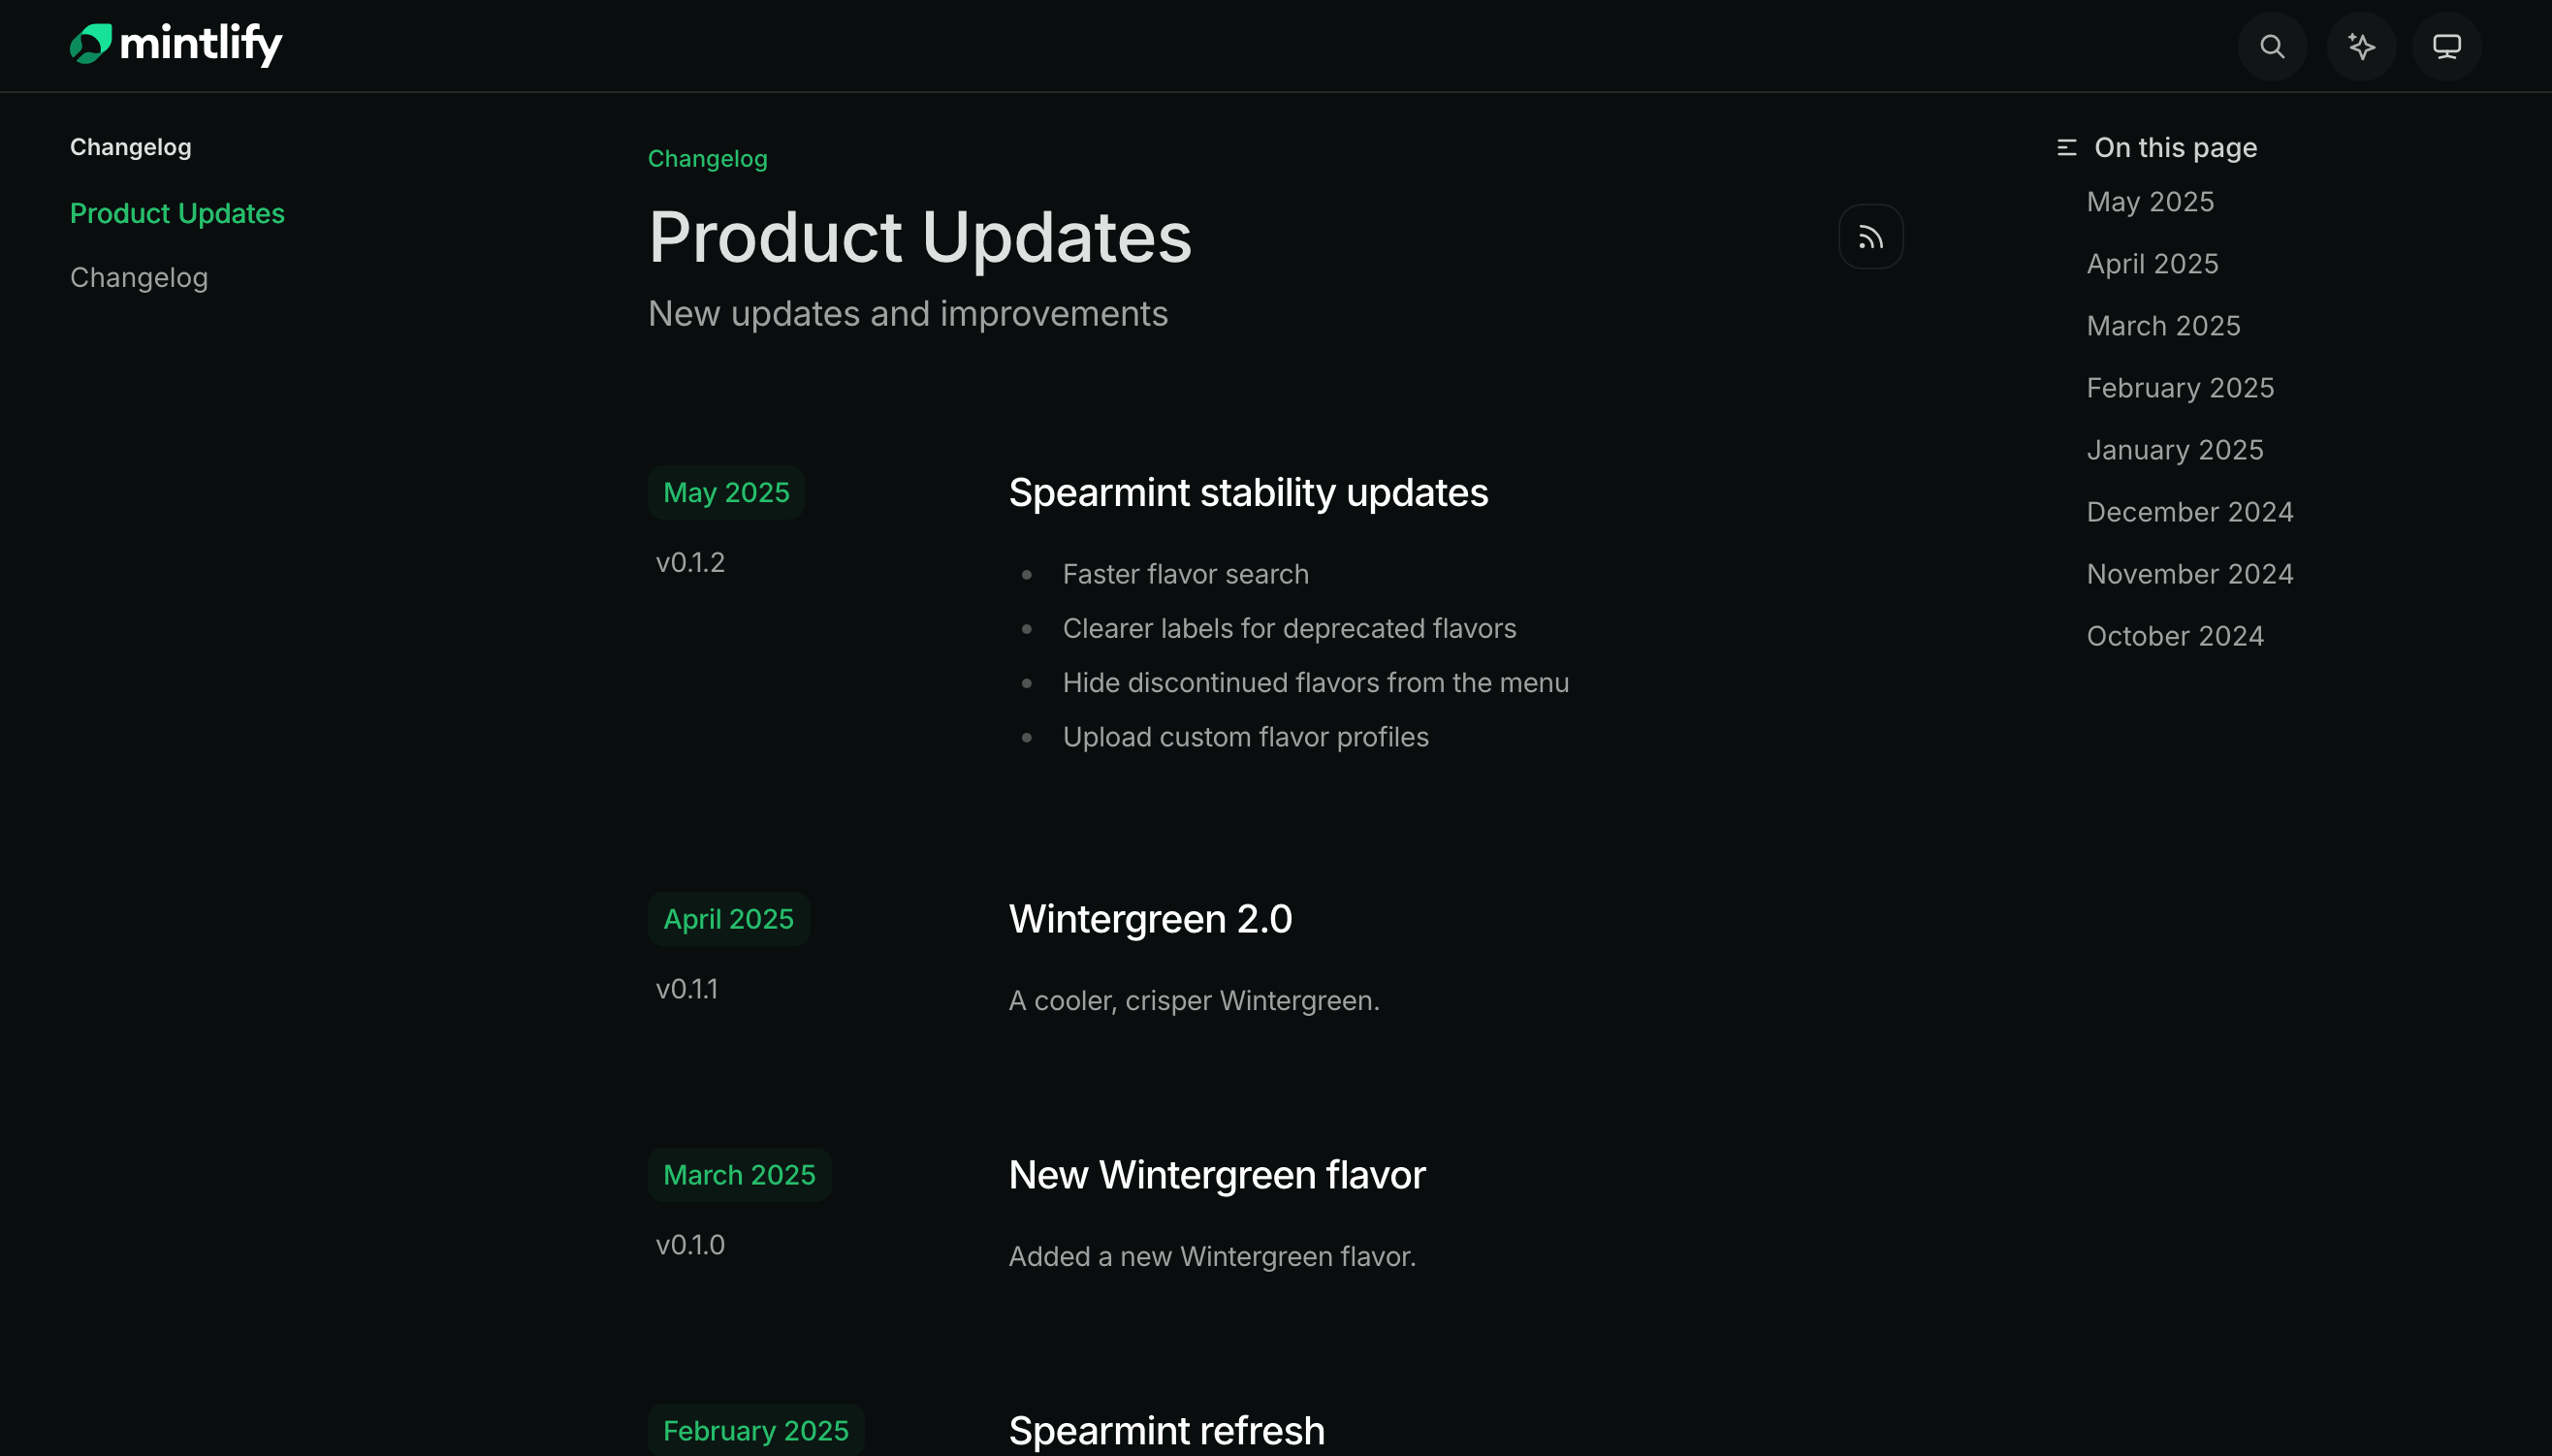 mintlify
Changelog
Product Updates
Changelog
Changelog
Product Updates
New updates and improvements
May 2025
v0.1.2
Spearmint stability updates
Faster flavor search
Clearer labels for deprecated flavors
Hide discontinued flavors from the menu
Upload custom flavor profiles
April 2025
v0.1.1
Wintergreen 2.0
A cooler, crisper Wintergreen.
March 2025
v0.1.0
New Wintergreen flavor
Added a new Wintergreen flavor.
February 2025
Spearmint refresh
On this page
May 2025
April 2025
March 2025
February 2025
January 2025
December 2024
November 2024
October 2024